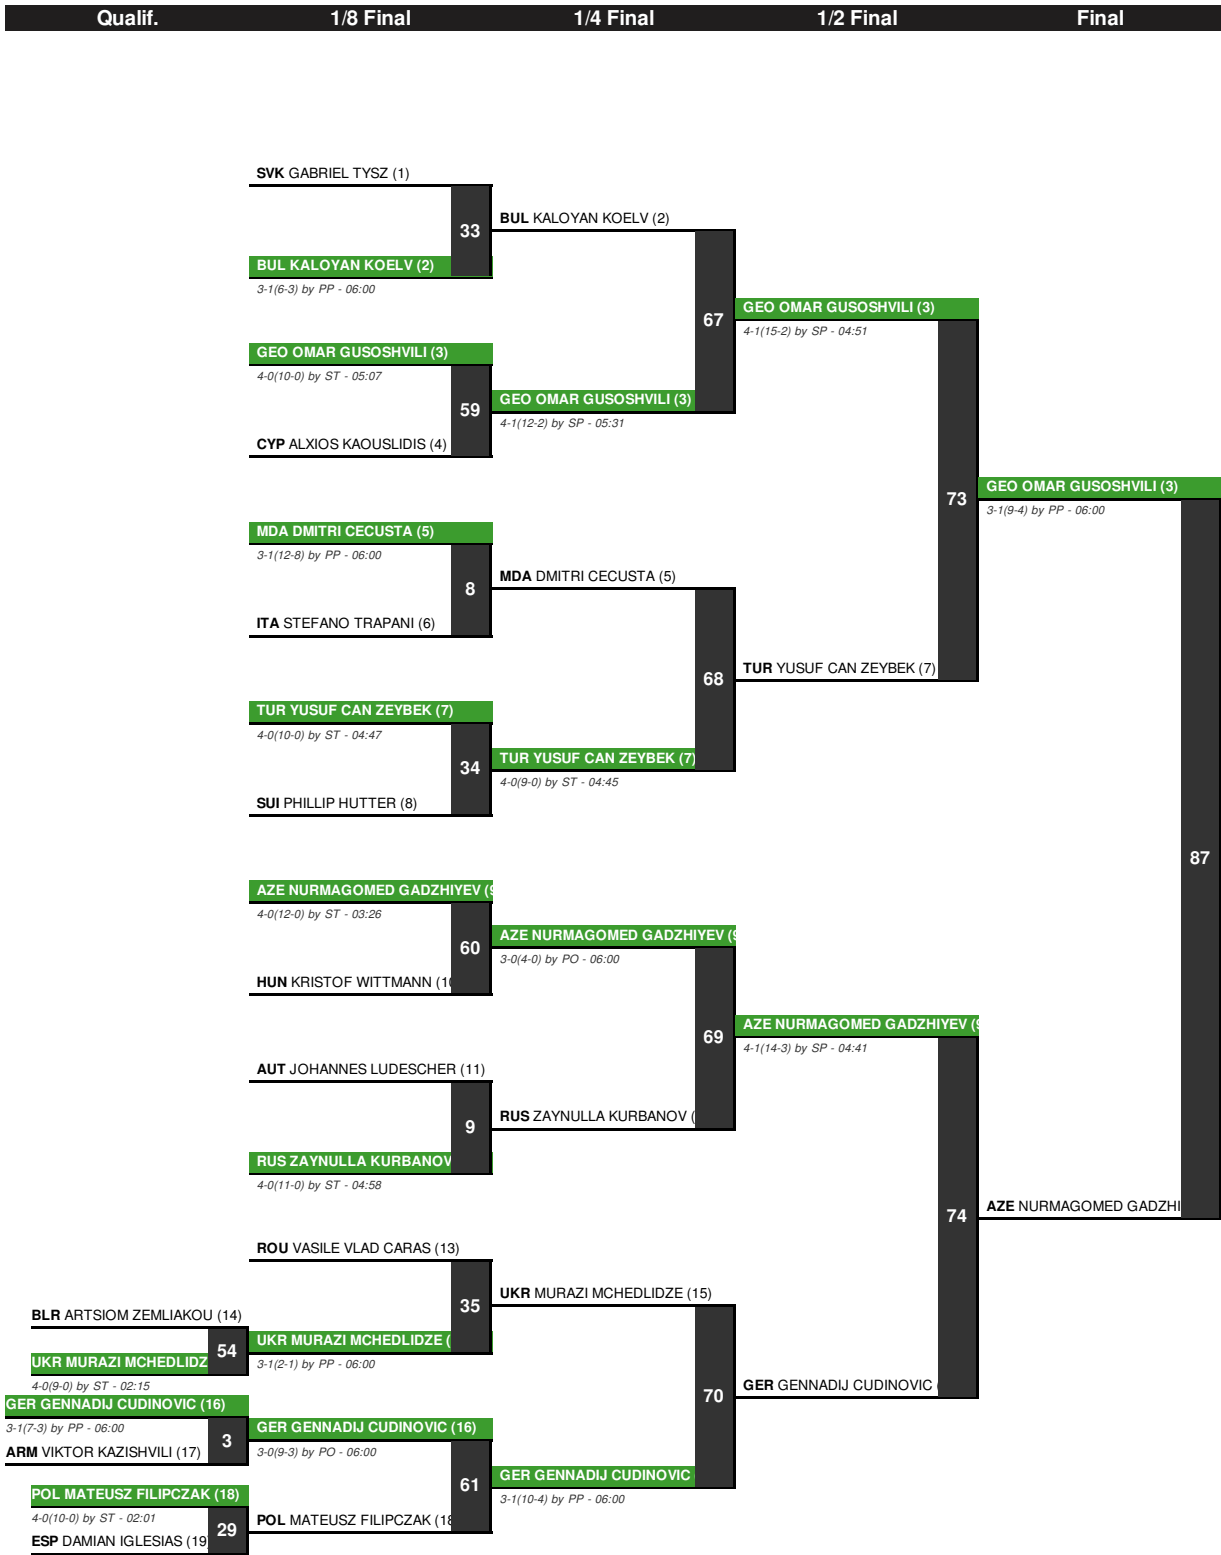 Qualif. 1/8 Final 1/4 Final 1/2 Final Final
SVK GABRIEL TYSZ (1)
33
BUL KALOYAN KOELV (2)
BUL KALOYAN KOELV (2)
3-1(6-3) by PP - 06:00
67
GEO OMAR GUSOSHVILI (3)
4-1(15-2) by SP - 04:51
GEO OMAR GUSOSHVILI (3)
4-0(10-0) by ST - 05:07
59
GEO OMAR GUSOSHVILI (3)
4-1(12-2) by SP - 05:31
CYP ALXIOS KAOUSLIDIS (4)
73
GEO OMAR GUSOSHVILI (3)
3-1(9-4) by PP - 06:00
MDA DMITRI CECUSTA (5)
3-1(12-8) by PP - 06:00
8
MDA DMITRI CECUSTA (5)
ITA STEFANO TRAPANI (6)
68
TUR YUSUF CAN ZEYBEK (7)
TUR YUSUF CAN ZEYBEK (7)
4-0(10-0) by ST - 04:47
34
TUR YUSUF CAN ZEYBEK (7)
4-0(9-0) by ST - 04:45
SUI PHILLIP HUTTER (8)
87
AZE NURMAGOMED GADZHIYEV (9
4-0(12-0) by ST - 03:26
60
AZE NURMAGOMED GADZHIYEV (9
3-0(4-0) by PO - 06:00
HUN KRISTOF WITTMANN (10
69
AZE NURMAGOMED GADZHIYEV (9
4-1(14-3) by SP - 04:41
AUT JOHANNES LUDESCHER (11)
9
RUS ZAYNULLA KURBANOV (
RUS ZAYNULLA KURBANOV
4-0(11-0) by ST - 04:58
74
AZE NURMAGOMED GADZHI
ROU VASILE VLAD CARAS (13)
35
UKR MURAZI MCHEDLIDZE (15)
BLR ARTSIOM ZEMLIAKOU (14)
54
UKR MURAZI MCHEDLIDZE (
3-1(2-1) by PP - 06:00
UKR MURAZI MCHEDLIDZ
4-0(9-0) by ST - 02:15
70
GER GENNADIJ CUDINOVIC (
GER GENNADIJ CUDINOVIC (16)
3-1(7-3) by PP - 06:00
3
GER GENNADIJ CUDINOVIC (16)
3-0(9-3) by PO - 06:00
ARM VIKTOR KAZISHVILI (17)
61
GER GENNADIJ CUDINOVIC
3-1(10-4) by PP - 06:00
POL MATEUSZ FILIPCZAK (18)
4-0(10-0) by ST - 02:01
29
POL MATEUSZ FILIPCZAK (18
ESP DAMIAN IGLESIAS (19